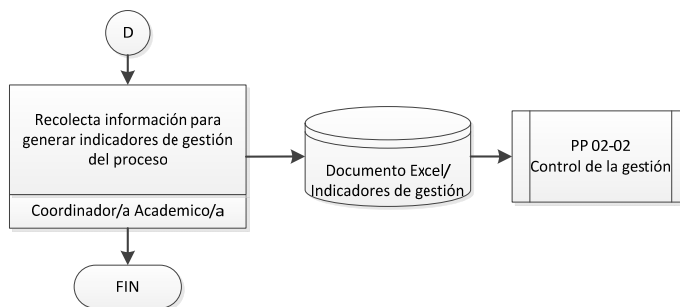 D
Recolecta información para
generar indicadores de gestión
del proceso
Coordinador/a Academico/a
Documento Excel/
Indicadores de gestión
PP 02-02
Control de la gestión
FIN